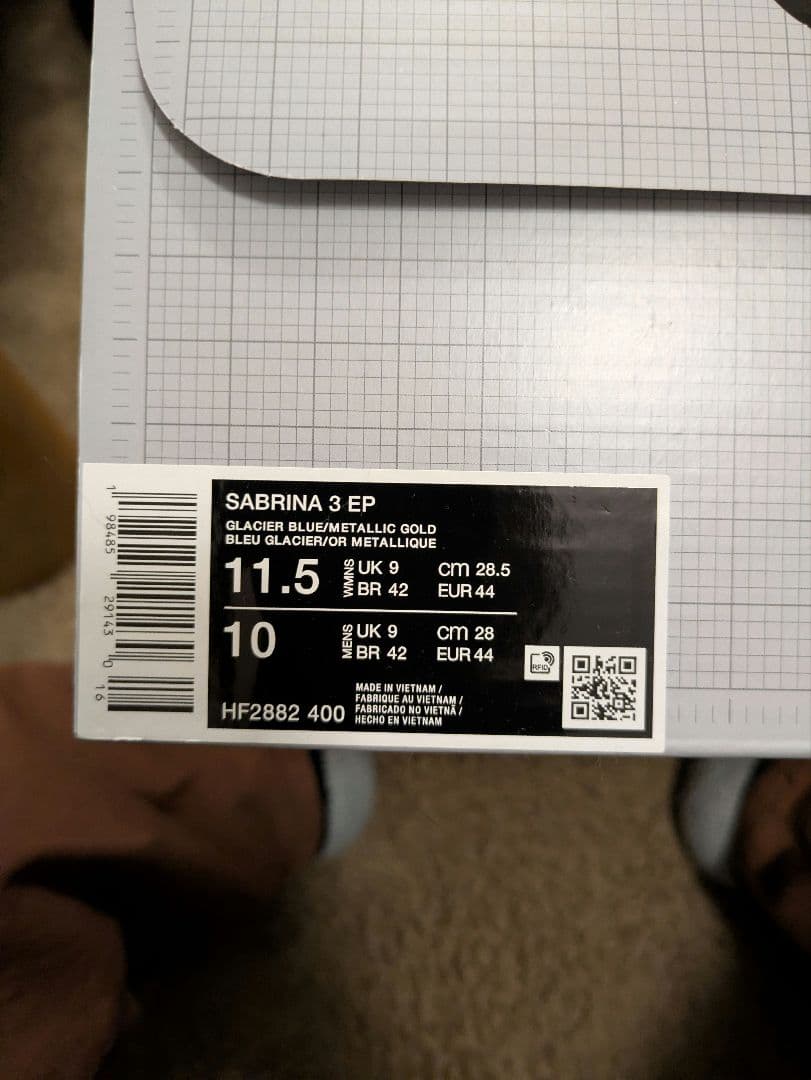 SABRINA 3 EP
GLACIER BLUE/METALLIC GOLD
BLEU GLACIER/OR METALLIQUE
11.5 WMNS UK 9 cm 28.5
BR 42 EUR 44
10 MENS UK 9 cm 28
BR 42 EUR 44
RFID
HF2882 400
MADE IN VIETNAM /
FABRIQUE AU VIETNAM /
FABRICADO NO VIETNÃ /
HECHO EN VIETNAM
1 98485 29143 0 16